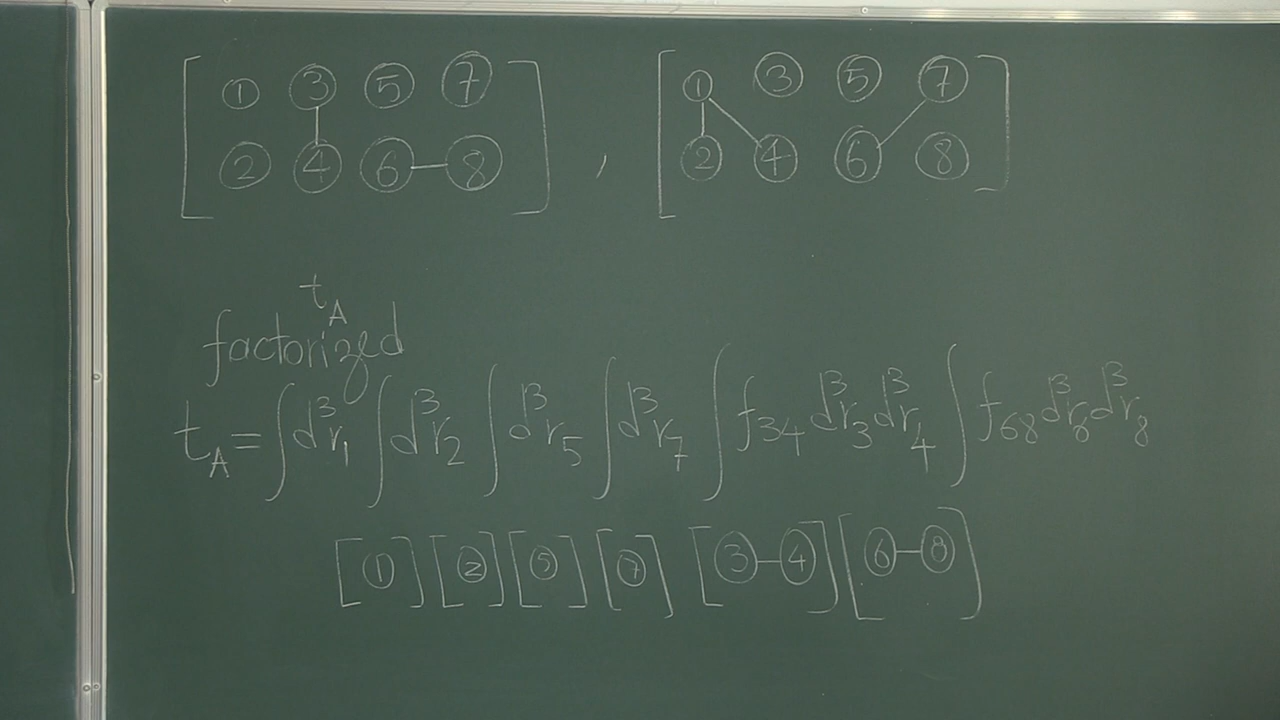 [ ① ③ ⑤ ⑦ ] , [ ① ③ ⑤ ⑦ ]
[ ② ④ ⑥—⑧ ] [ ② ④ ⑥ ⑧ ]
t_A
factorized
t_A = ∫d³r₁ ∫d³r₂ ∫d³r₅ ∫d³r₇ ∫f₃₄ d³r₃ d³r₄ ∫f₆₈ d³r₆ d³r₈
[①] [②] [⑤] [⑦] [③—④] [⑥—⑧]